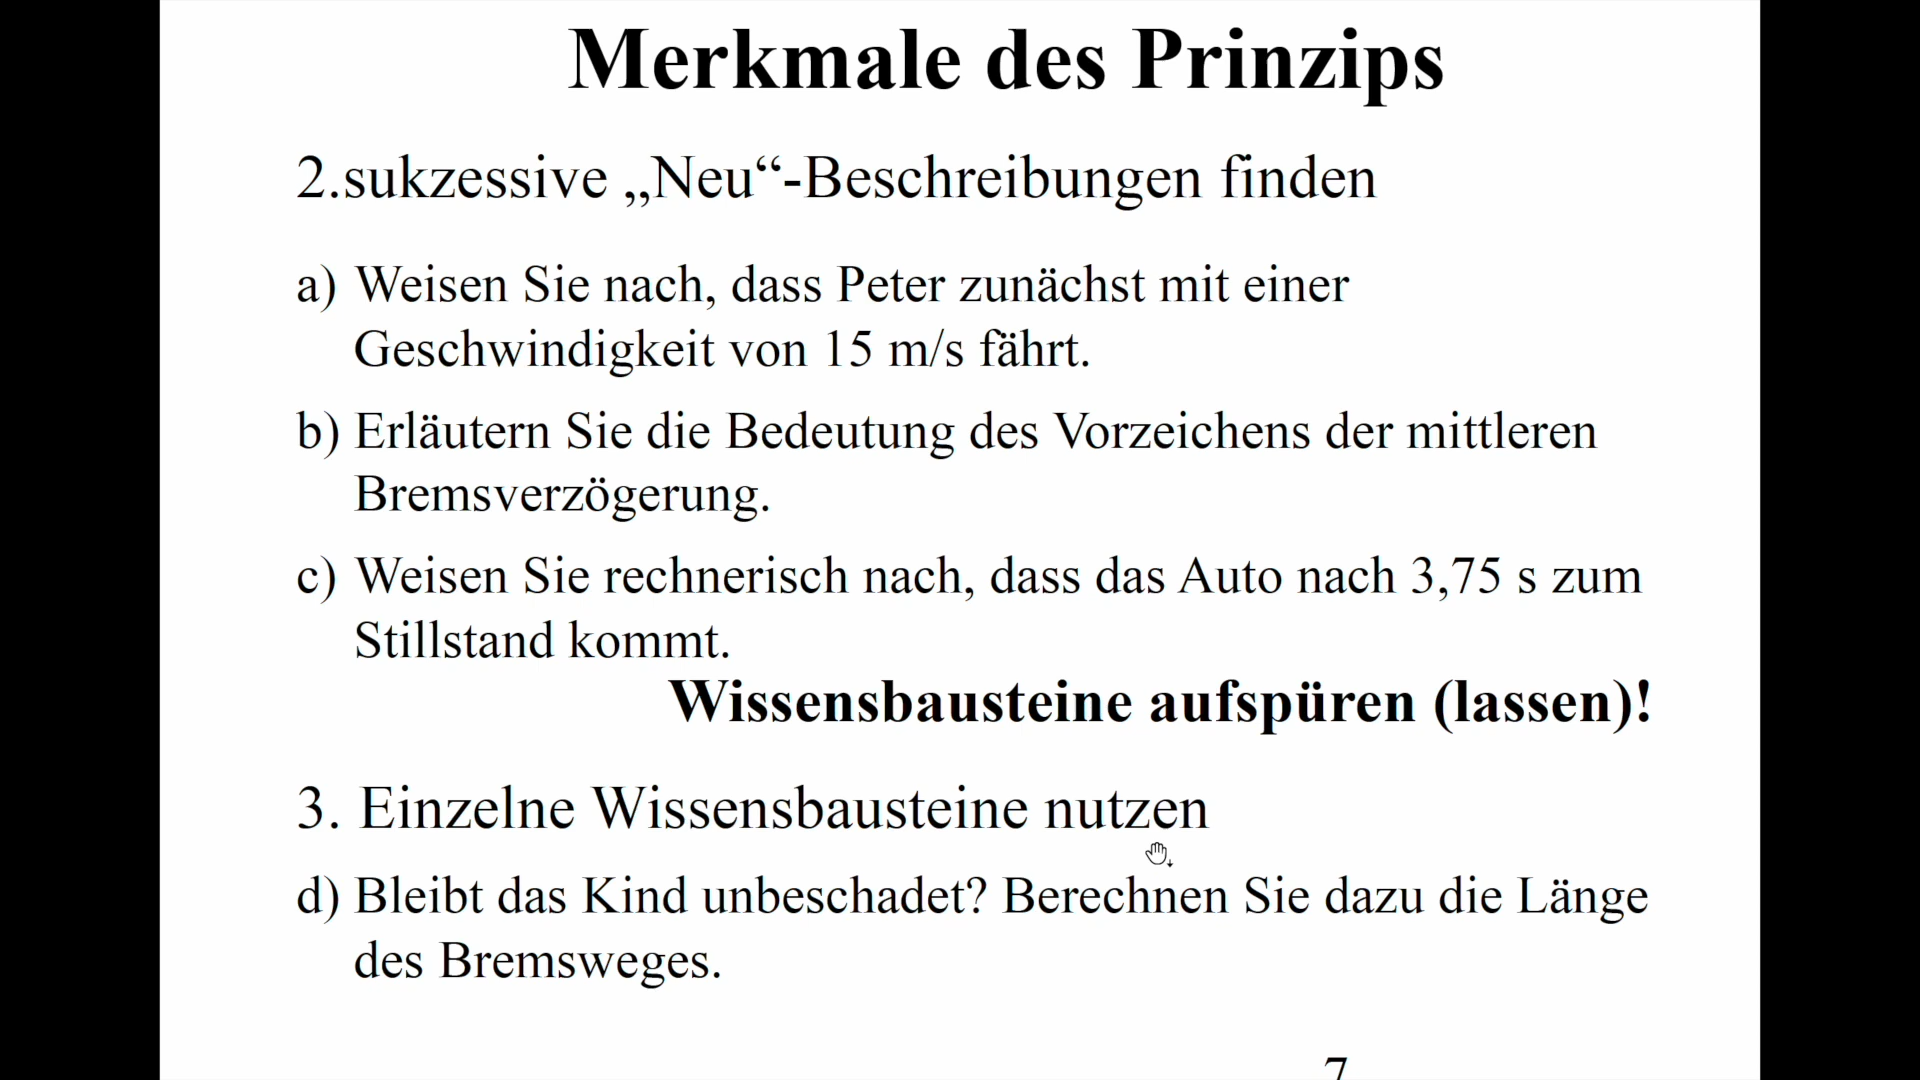 Merkmale des Prinzips
2.sukzessive „Neu“-Beschreibungen finden
a) Weisen Sie nach, dass Peter zunächst mit einer
Geschwindigkeit von 15 m/s fährt.
b) Erläutern Sie die Bedeutung des Vorzeichens der mittleren
Bremsverzögerung.
c) Weisen Sie rechnerisch nach, dass das Auto nach 3,75 s zum
Stillstand kommt.
Wissensbausteine aufspüren (lassen)!
3. Einzelne Wissensbausteine nutzen
d) Bleibt das Kind unbeschadet? Berechnen Sie dazu die Länge
des Bremsweges.
7